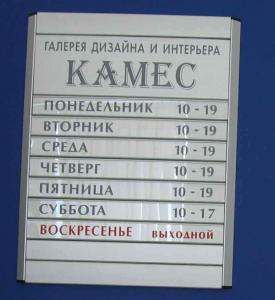 ГАЛЕРЕЯ ДИЗАЙНА И ИНТЕРЬЕРА
КАМЕС
ПОНЕДЕЛЬНИК 10 - 19
ВТОРНИК 10 - 19
СРЕДА 10 - 19
ЧЕТВЕРГ 10 - 19
ПЯТНИЦА 10 - 19
СУББОТА 10 - 17
ВОСКРЕСЕНЬЕ ВЫХОДНОЙ